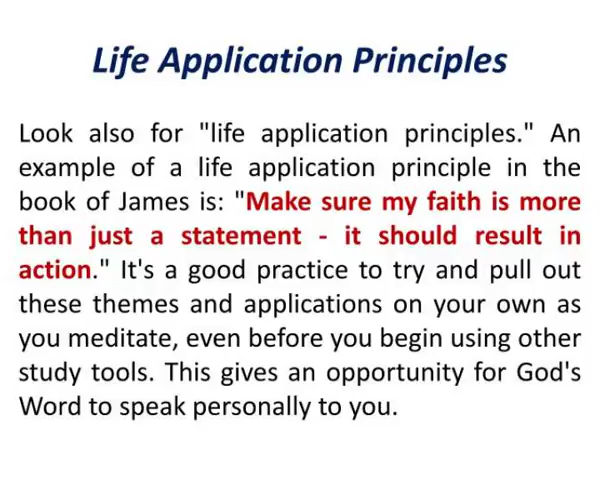 Life Application Principles
Look also for "life application principles." An
example of a life application principle in the
book of James is: "Make sure my faith is more
than just a statement - it should result in
action." It's a good practice to try and pull out
these themes and applications on your own as
you meditate, even before you begin using other
study tools. This gives an opportunity for God's
Word to speak personally to you.